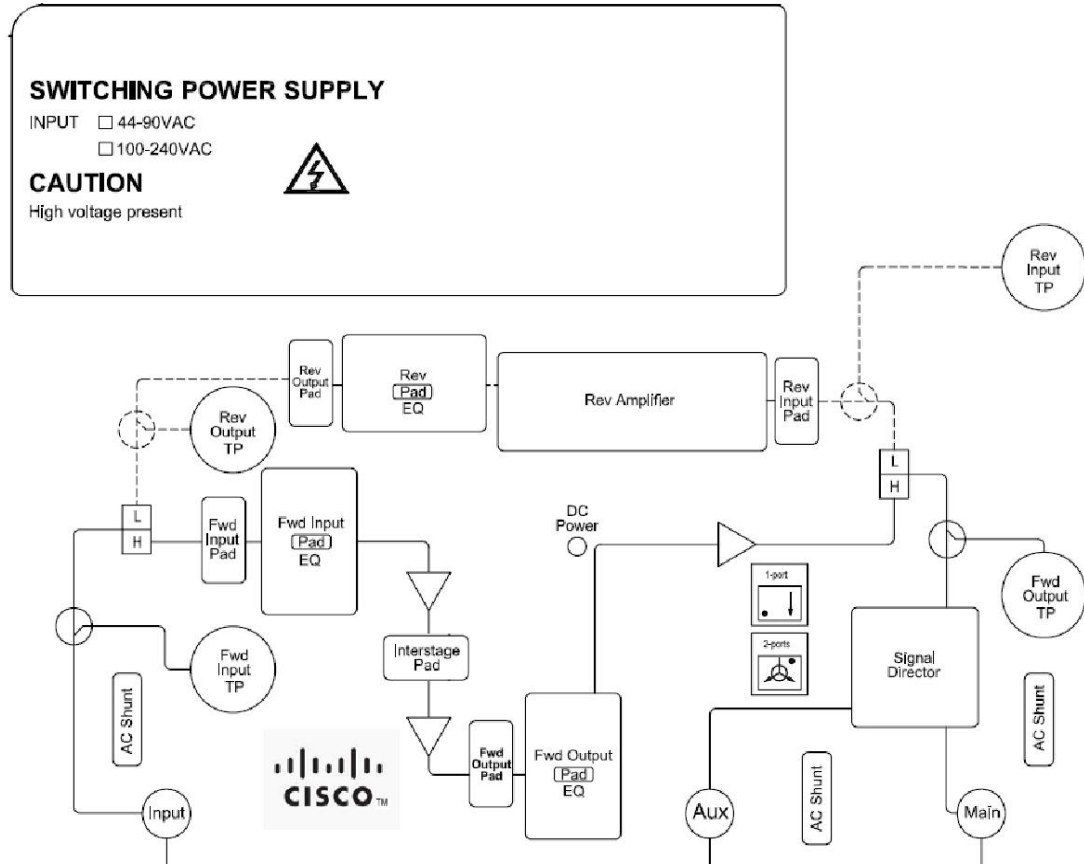 SWITCHING POWER SUPPLY
INPUT □ 44-90VAC
□ 100-240VAC
CAUTION
High voltage present
Rev
Input
TP
Rev
Output
Pad
Rev
Pad
EQ
Rev Amplifier
Rev
Input
Pad
Rev
Output
TP
L
H
L
H
Fwd
Input
Pad
Fwd Input
Pad
EQ
DC
Power
1-port
2-ports
Fwd
Output
TP
Fwd
Input
TP
Interstage
Pad
Signal
Director
AC Shunt
AC Shunt
AC Shunt
Fwd
Output
Pad
Fwd Output
Pad
EQ
CISCO TM
Input
Aux
Main